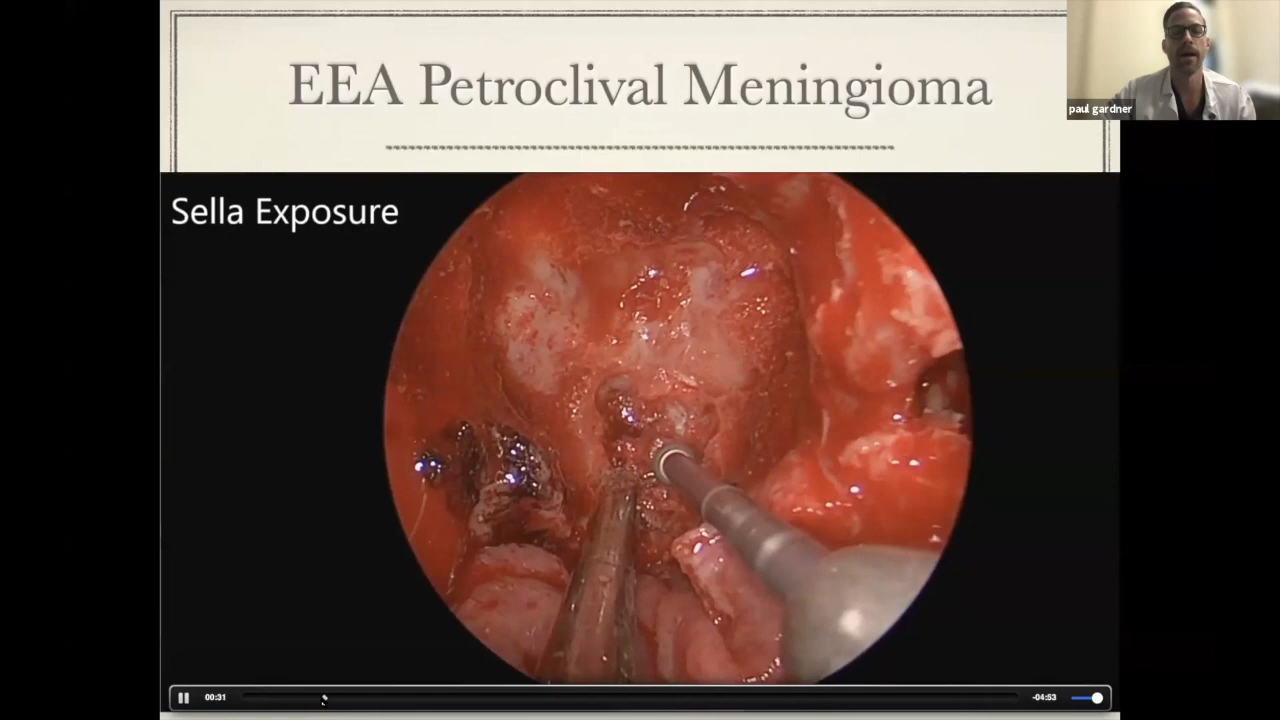 EEA Petroclival Meningioma
paul gardner
Sella Exposure
00:31
-04:53